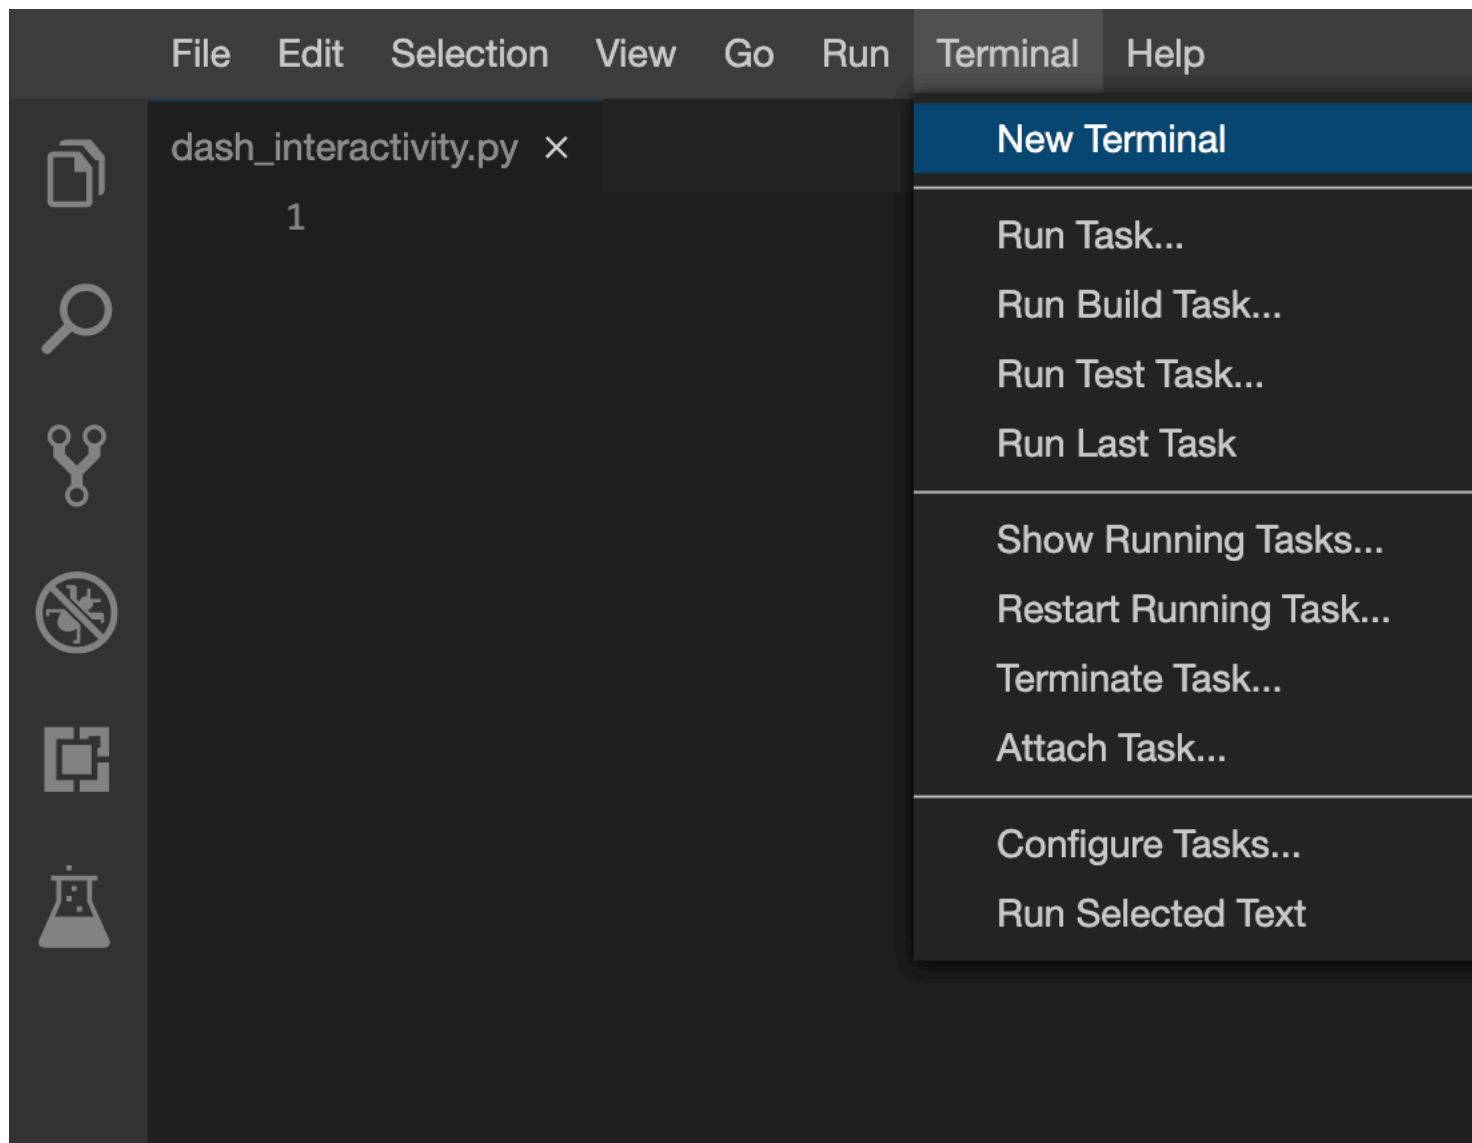 File Edit Selection View Go Run Terminal Help
dash_interactivity.py ×
1
New Terminal
Run Task...
Run Build Task...
Run Test Task...
Run Last Task
Show Running Tasks...
Restart Running Task...
Terminate Task...
Attach Task...
Configure Tasks...
Run Selected Text